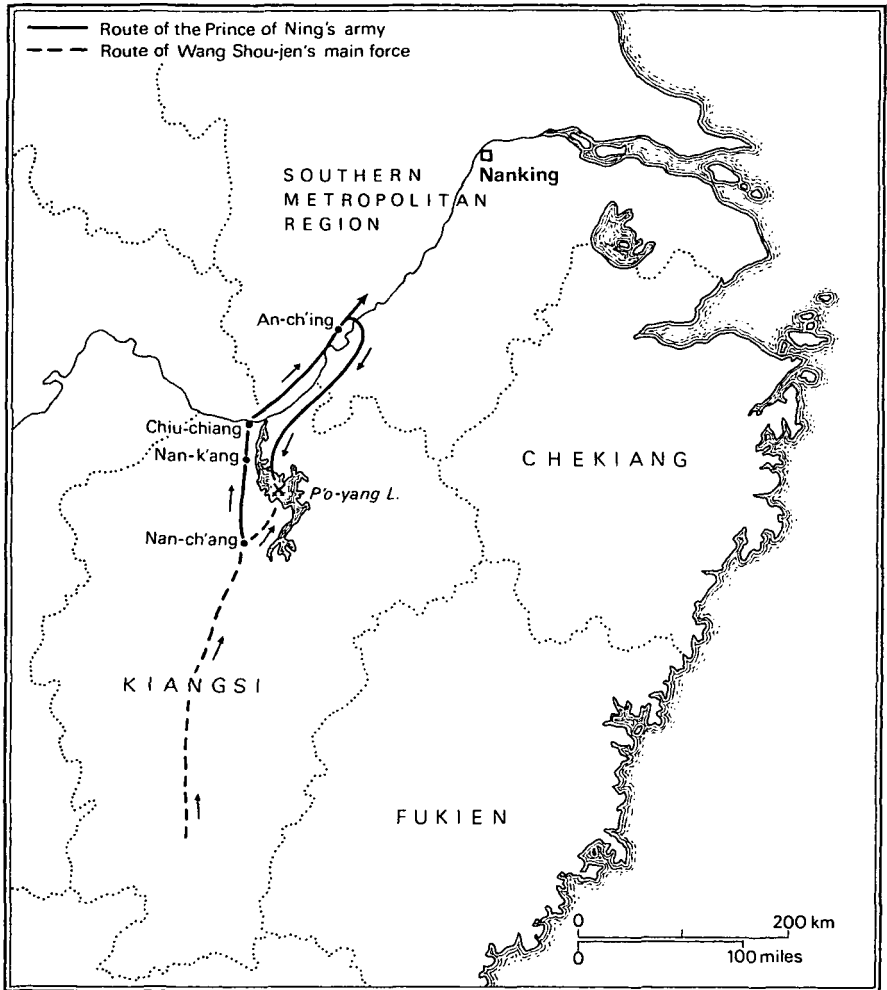 Route of the Prince of Ning's army
Route of Wang Shou-jen's main force
SOUTHERN
METROPOLITAN
REGION
Nanking
An-ch'ing
Chiu-chiang
Nan-k'ang
CHEKIANG
P'o-yang L.
Nan-ch'ang
KIANGSI
FUKIEN
0 200 km
0 100 miles